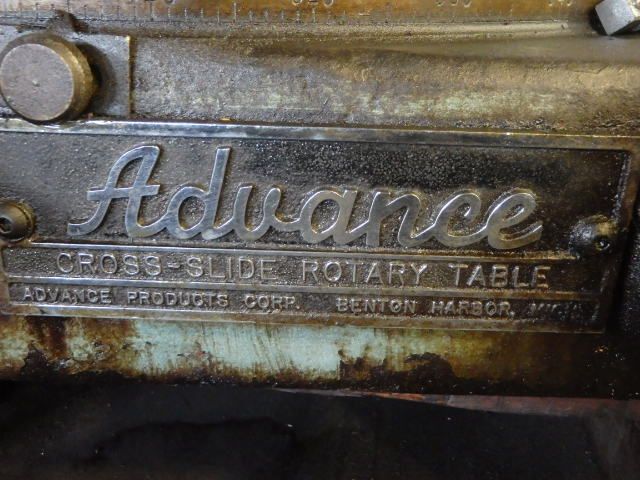 Advance
CROSS-SLIDE ROTARY TABLE
ADVANCE PRODUCTS CORP. BENTON HARBOR, MICH.